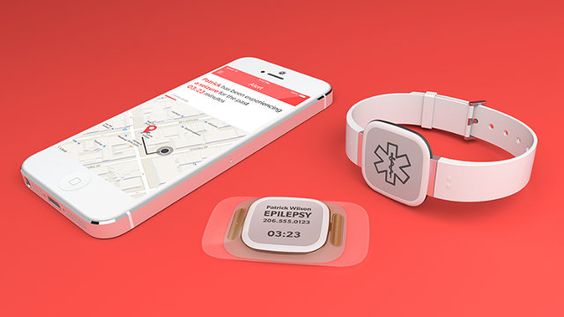 Alert
Patrick has been experiencing
a seizure for the past
03:23 minutes
Patrick Wilson
EPILEPSY
206.555.0123
03:23